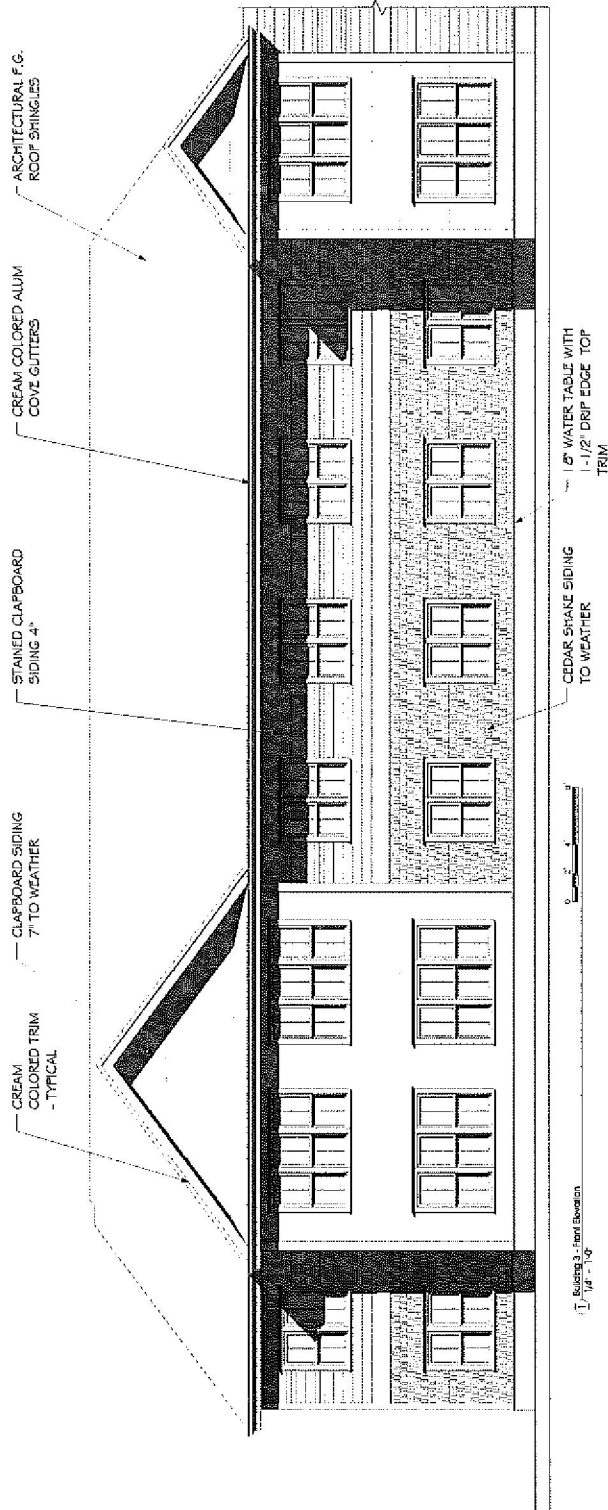 CREAM
COLORED TRIM
- TYPICAL
CLAPBOARD SIDING
7" TO WEATHER
STAINED CLAPBOARD
SIDING 4"
CREAM COLORED ALUM
COVE GUTTERS
ARCHITECTURAL F.G.
ROOF SHINGLES
CEDAR SHAKE SIDING
TO WEATHER
18" WATER TABLE WITH
1-1/2" DRIP EDGE TOP
TRIM
0 2' 4' 8'
1 Building 3 - Front Elevation
1/4" = 1'-0"